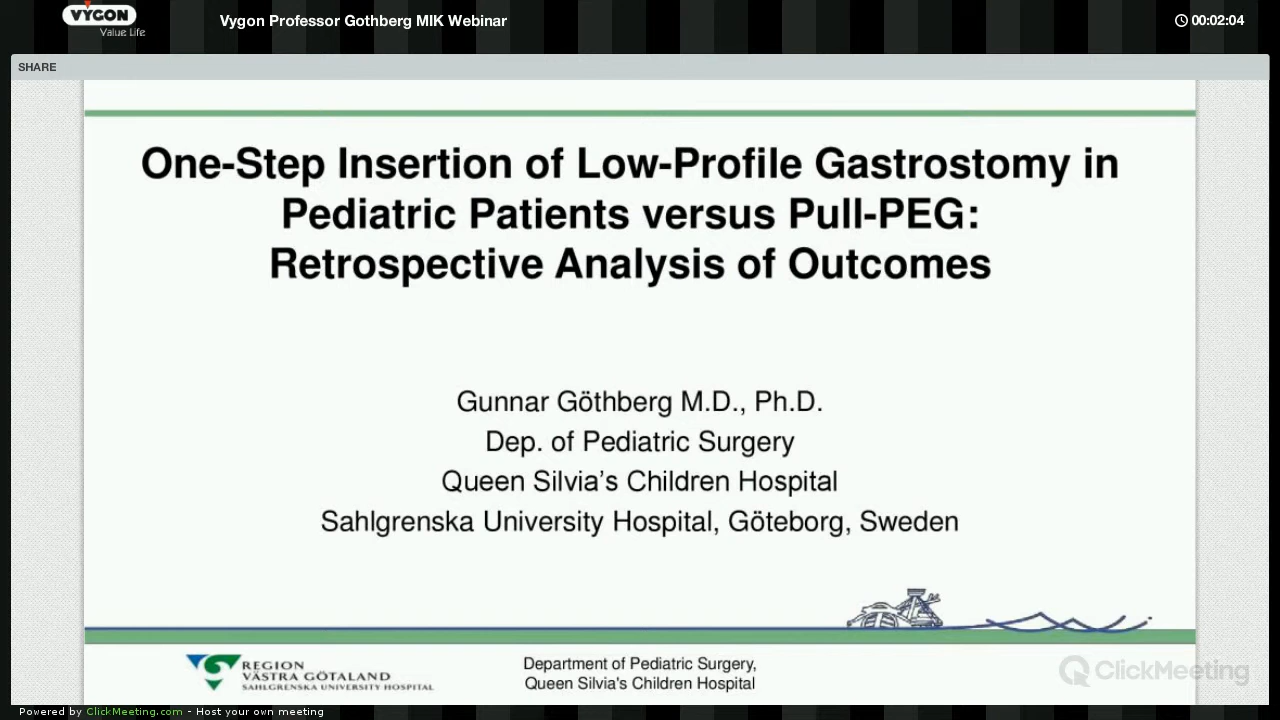 VYGON
Value Life
Vygon Professor Gothberg MIK Webinar
00:02:04
SHARE
One-Step Insertion of Low-Profile Gastrostomy in
Pediatric Patients versus Pull-PEG:
Retrospective Analysis of Outcomes
Gunnar Göthberg M.D., Ph.D.
Dep. of Pediatric Surgery
Queen Silvia’s Children Hospital
Sahlgrenska University Hospital, Göteborg, Sweden
REGION
VÄSTRA GÖTALAND
SAHLGRENSKA UNIVERSITY HOSPITAL
Department of Pediatric Surgery,
Queen Silvia's Children Hospital
ClickMeeting
Powered by ClickMeeting.com - Host your own meeting